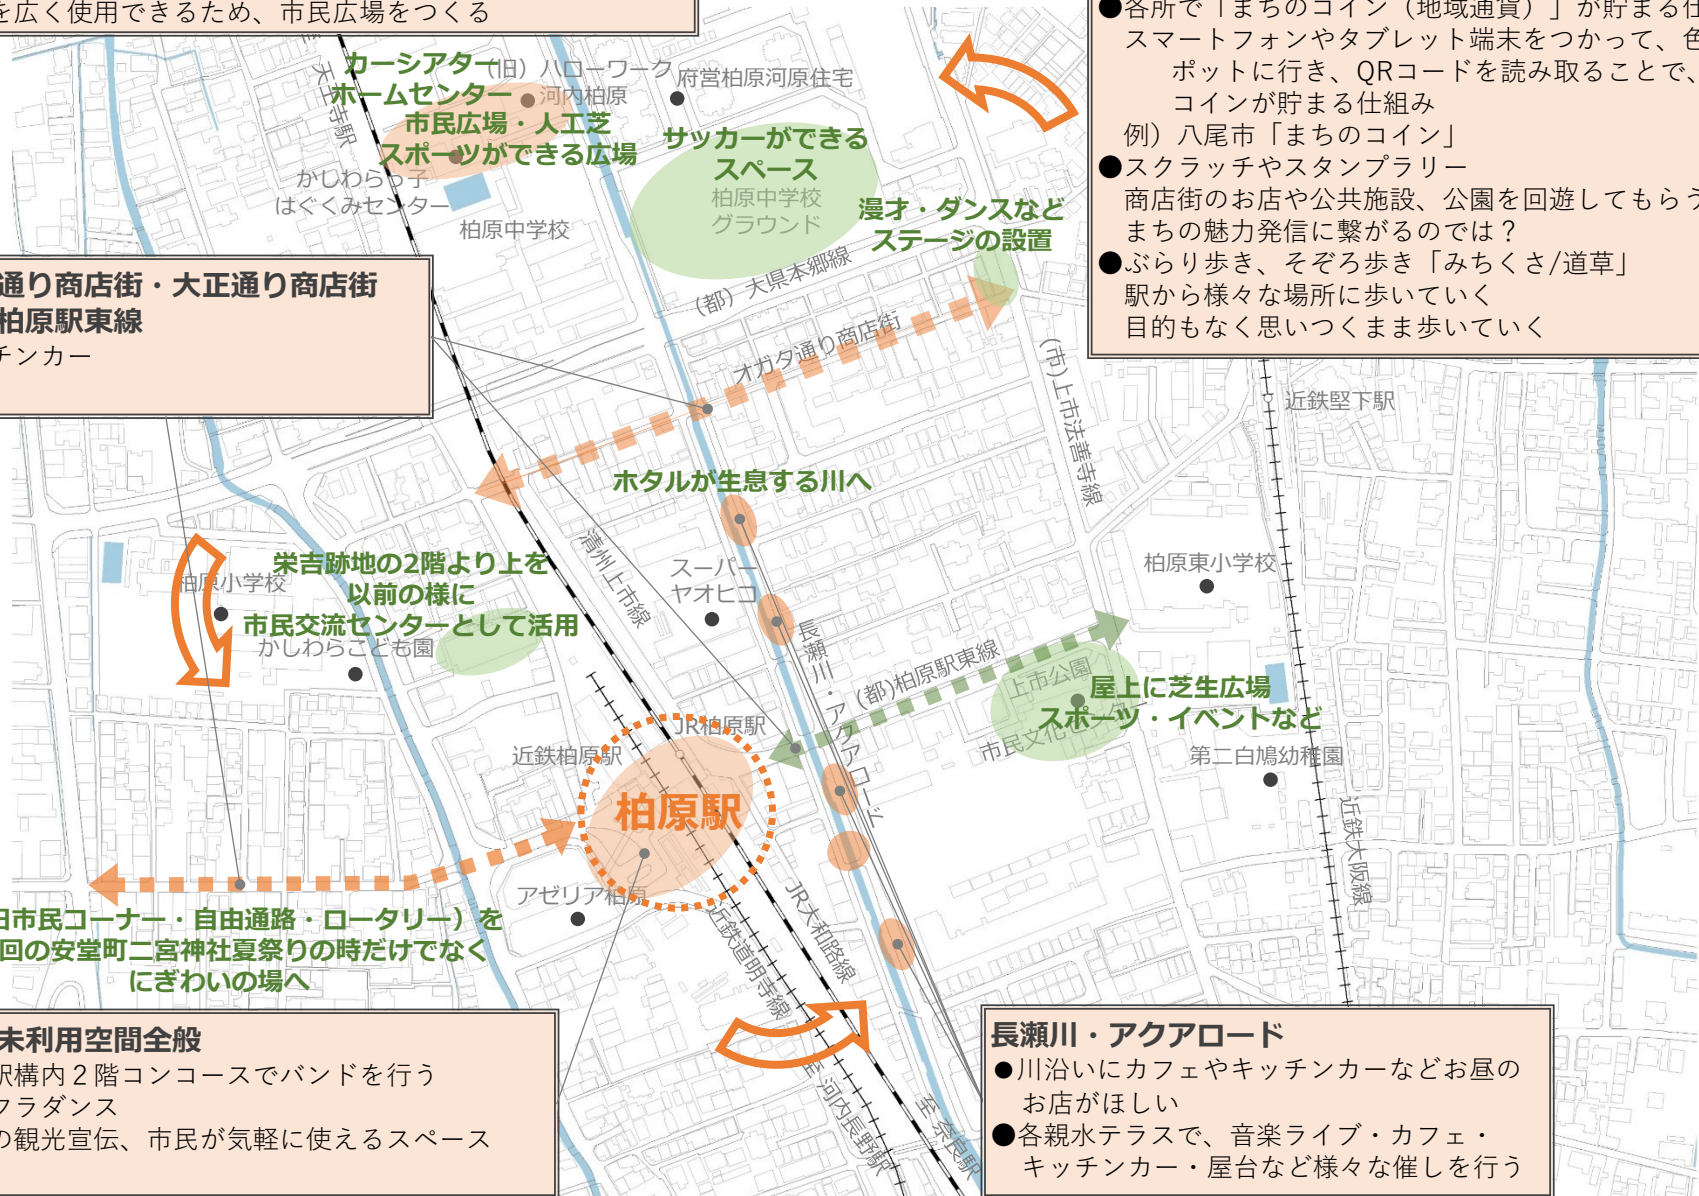 を広く使用できるため、市民広場をつくる
●各所で「まちのコイン（地域通貨）」が貯まる仕
スマートフォンやタブレット端末をつかって、色
ポットに行き、QRコードを読み取ることで、
コインが貯まる仕組み
例）八尾市「まちのコイン」
●スクラッチやスタンプラリー
商店街のお店や公共施設、公園を回遊してもらう
まちの魅力発信に繋がるのでは？
●ぶらり歩き、そぞろ歩き「みちくさ/道草」
駅から様々な場所に歩いていく
目的もなく思いつくまま歩いていく
天王寺駅
カーシアター
ホームセンター
市民広場・人工芝
スポーツができる広場
（旧）ハローワーク
河内柏原
府営柏原河原住宅
サッカーができる
スペース
柏原中学校
グラウンド
かしわらっ子
はぐくみセンター
柏原中学校
漫才・ダンスなど
ステージの設置
（都）大県本郷線
オガタ通り商店街
（市）上市法善寺線
近鉄堅下駅
通り商店街・大正通り商店街
柏原駅東線
チンカー
ホタルが生息する川へ
清州上市線
スーパー
ヤオヒコ
柏原東小学校
栄吉跡地の2階より上を
以前の様に
市民交流センターとして活用
柏原小学校
かしわらこども園
長瀬川・アクアロード
（都）柏原駅東線
上市公園
屋上に芝生広場
スポーツ・イベントなど
市民文化センター
第二白鳩幼稚園
JR柏原駅
近鉄柏原駅
柏原駅
アゼリア柏原
近鉄道明寺線
JR大和路線
近鉄大阪線
旧市民コーナー・自由通路・ロータリー）を
回の安堂町二宮神社夏祭りの時だけでなく
にぎわいの場へ
未利用空間全般
駅構内２階コンコースでバンドを行う
フラダンス
の観光宣伝、市民が気軽に使えるスペース
至 河内長野駅
至 奈良駅
長瀬川・アクアロード
●川沿いにカフェやキッチンカーなどお昼の
お店がほしい
●各親水テラスで、音楽ライブ・カフェ・
キッチンカー・屋台など様々な催しを行う